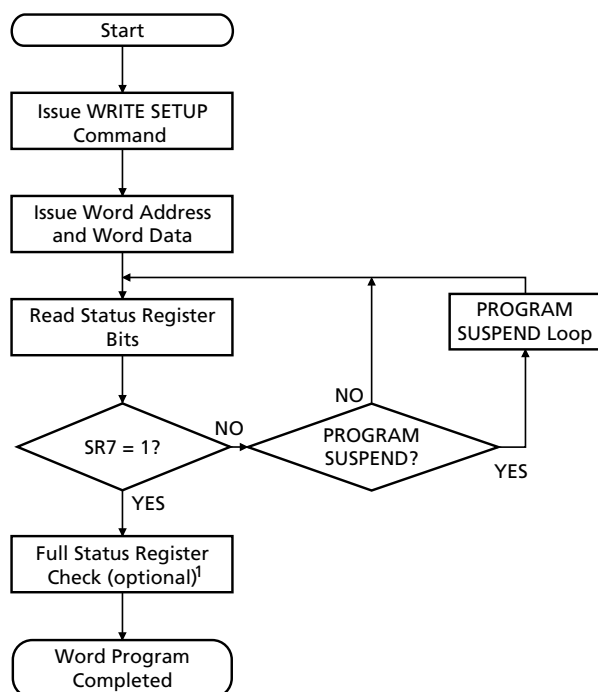 Start
Issue WRITE SETUP
Command
Issue Word Address
and Word Data
Read Status Register
Bits
PROGRAM
SUSPEND Loop
NO
SR7 = 1?
NO
PROGRAM
SUSPEND?
YES
YES
Full Status Register
Check (optional)¹
Word Program
Completed